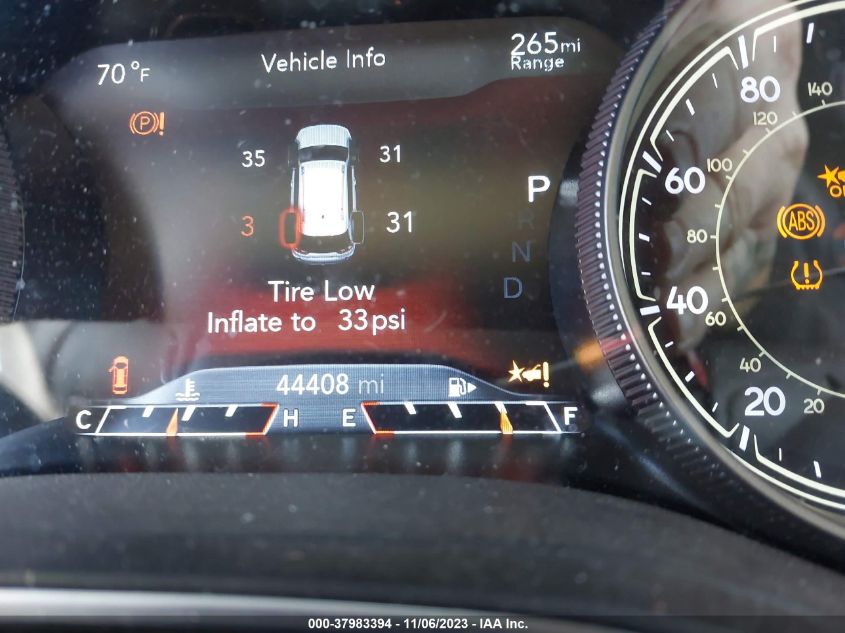 70°F
Vehicle Info
265mi
Range
P!
35
31
3
31
P
R
N
D
Tire Low
Inflate to 33psi
44408 mi
C
H
E
F
80
60
40
20
140
120
100
80
60
40
20
ABS
000-37983394 - 11/06/2023 - IAA Inc.